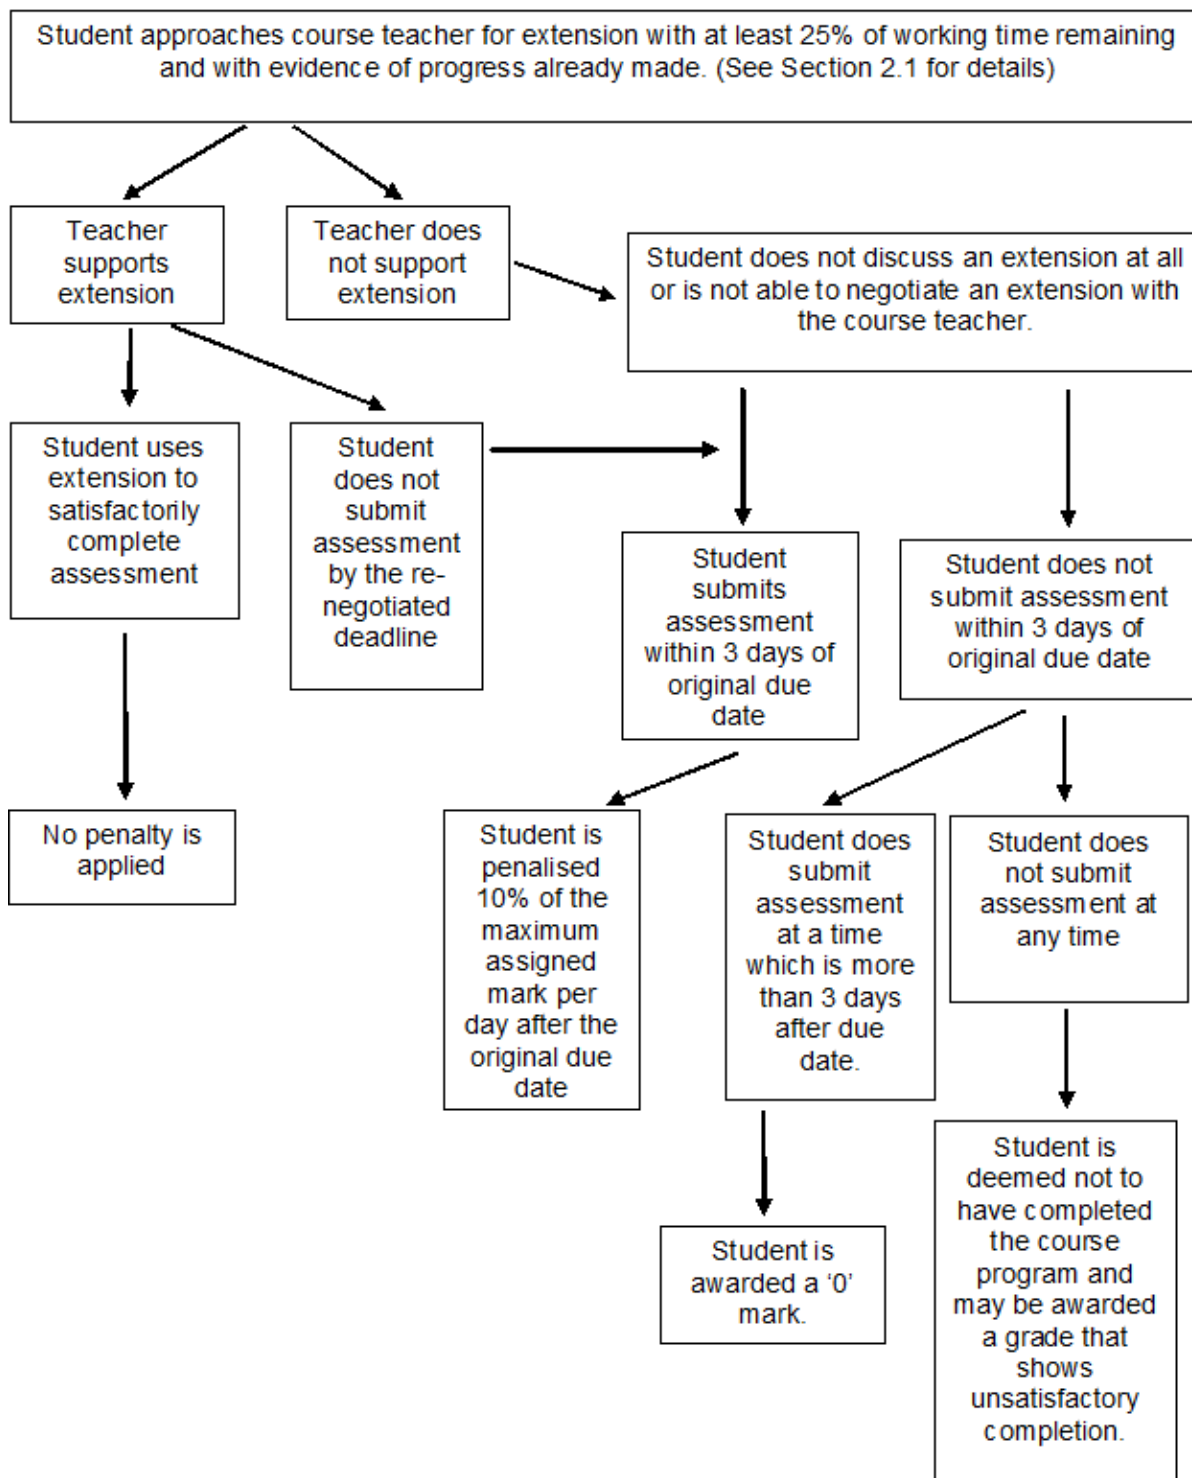 Student approaches course teacher for extension with at least 25% of working time remaining
and with evidence of progress already made. (See Section 2.1 for details)
Teacher
supports
extension
Teacher does
not support
extension
Student does not discuss an extension at all
or is not able to negotiate an extension with
the course teacher.
Student uses
extension to
satisfactorily
complete
assessment
Student
does not
submit
assessment
by the re-
negotiated
deadline
Student
submits
assessment
within 3 days of
original due
date
Student does not
submit assessment
within 3 days of
original due date
No penalty is
applied
Student is
penalised
10% of the
maximum
assigned
mark per
day after the
original due
date
Student does
submit
assessment
at a time
which is more
than 3 days
after due
date.
Student does
not submit
assessment at
any time
Student is
awarded a ‘0’
mark.
Student is
deemed not to
have completed
the course
program and
may be awarded
a grade that
shows
unsatisfactory
completion.